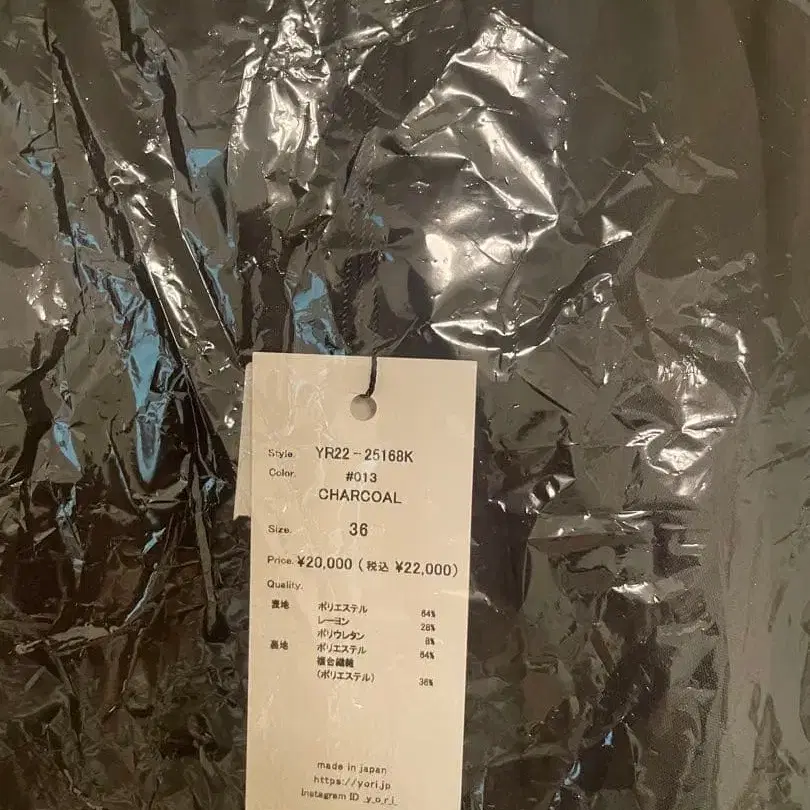 Style. YR22-25168K
Color. #013
CHARCOAL
Size. 36
Price. ¥20,000 (税込 ¥22,000)
Quality.
表地 ポリエステル 64%
レーヨン 28%
ポリウレタン 8%
裏地 ポリエステル 64%
複合繊維
(ポリエステル) 36%
made in japan
https://yori.jp
Instagram ID _y_o_r_i_